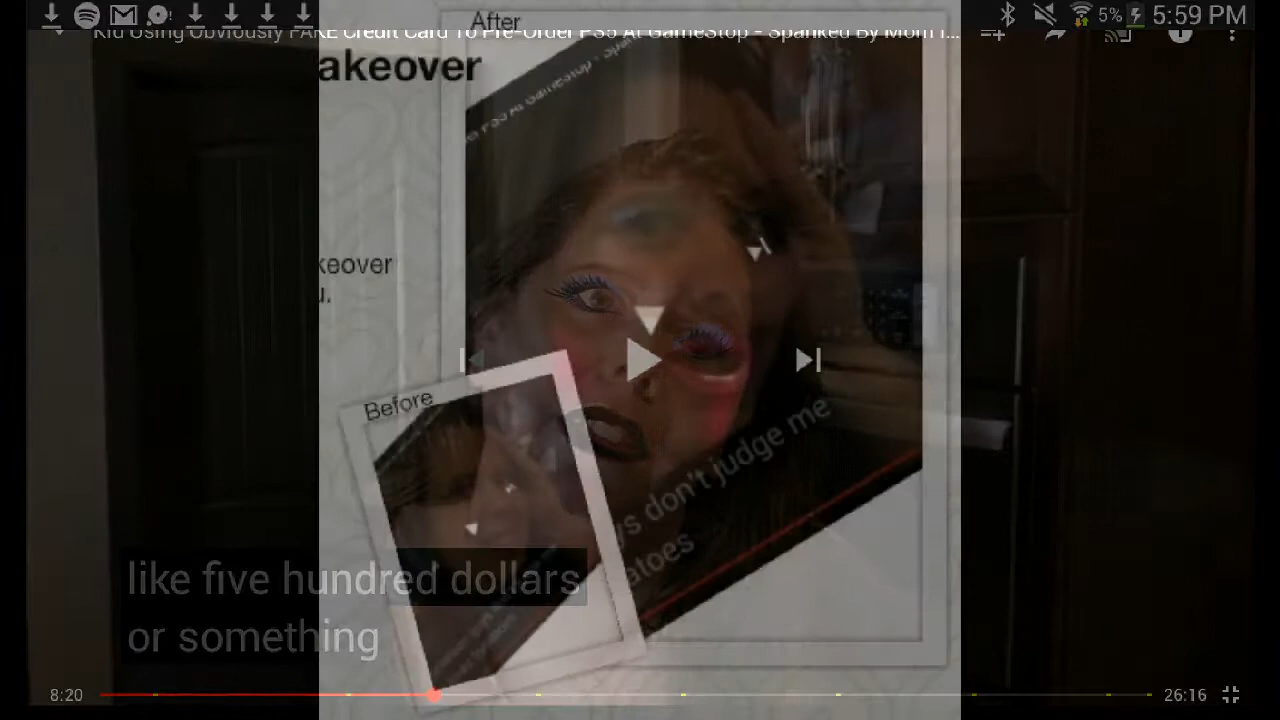 5% 5:59 PM
After
Kid Using Obviously FAKE Credit Card To Pre-Order PS5 At GameStop - Spanked By Mom I...
akeover
keover
u.
Before
ys don't judge me
atoes
like five hundred dollars
or something
8:20
26:16